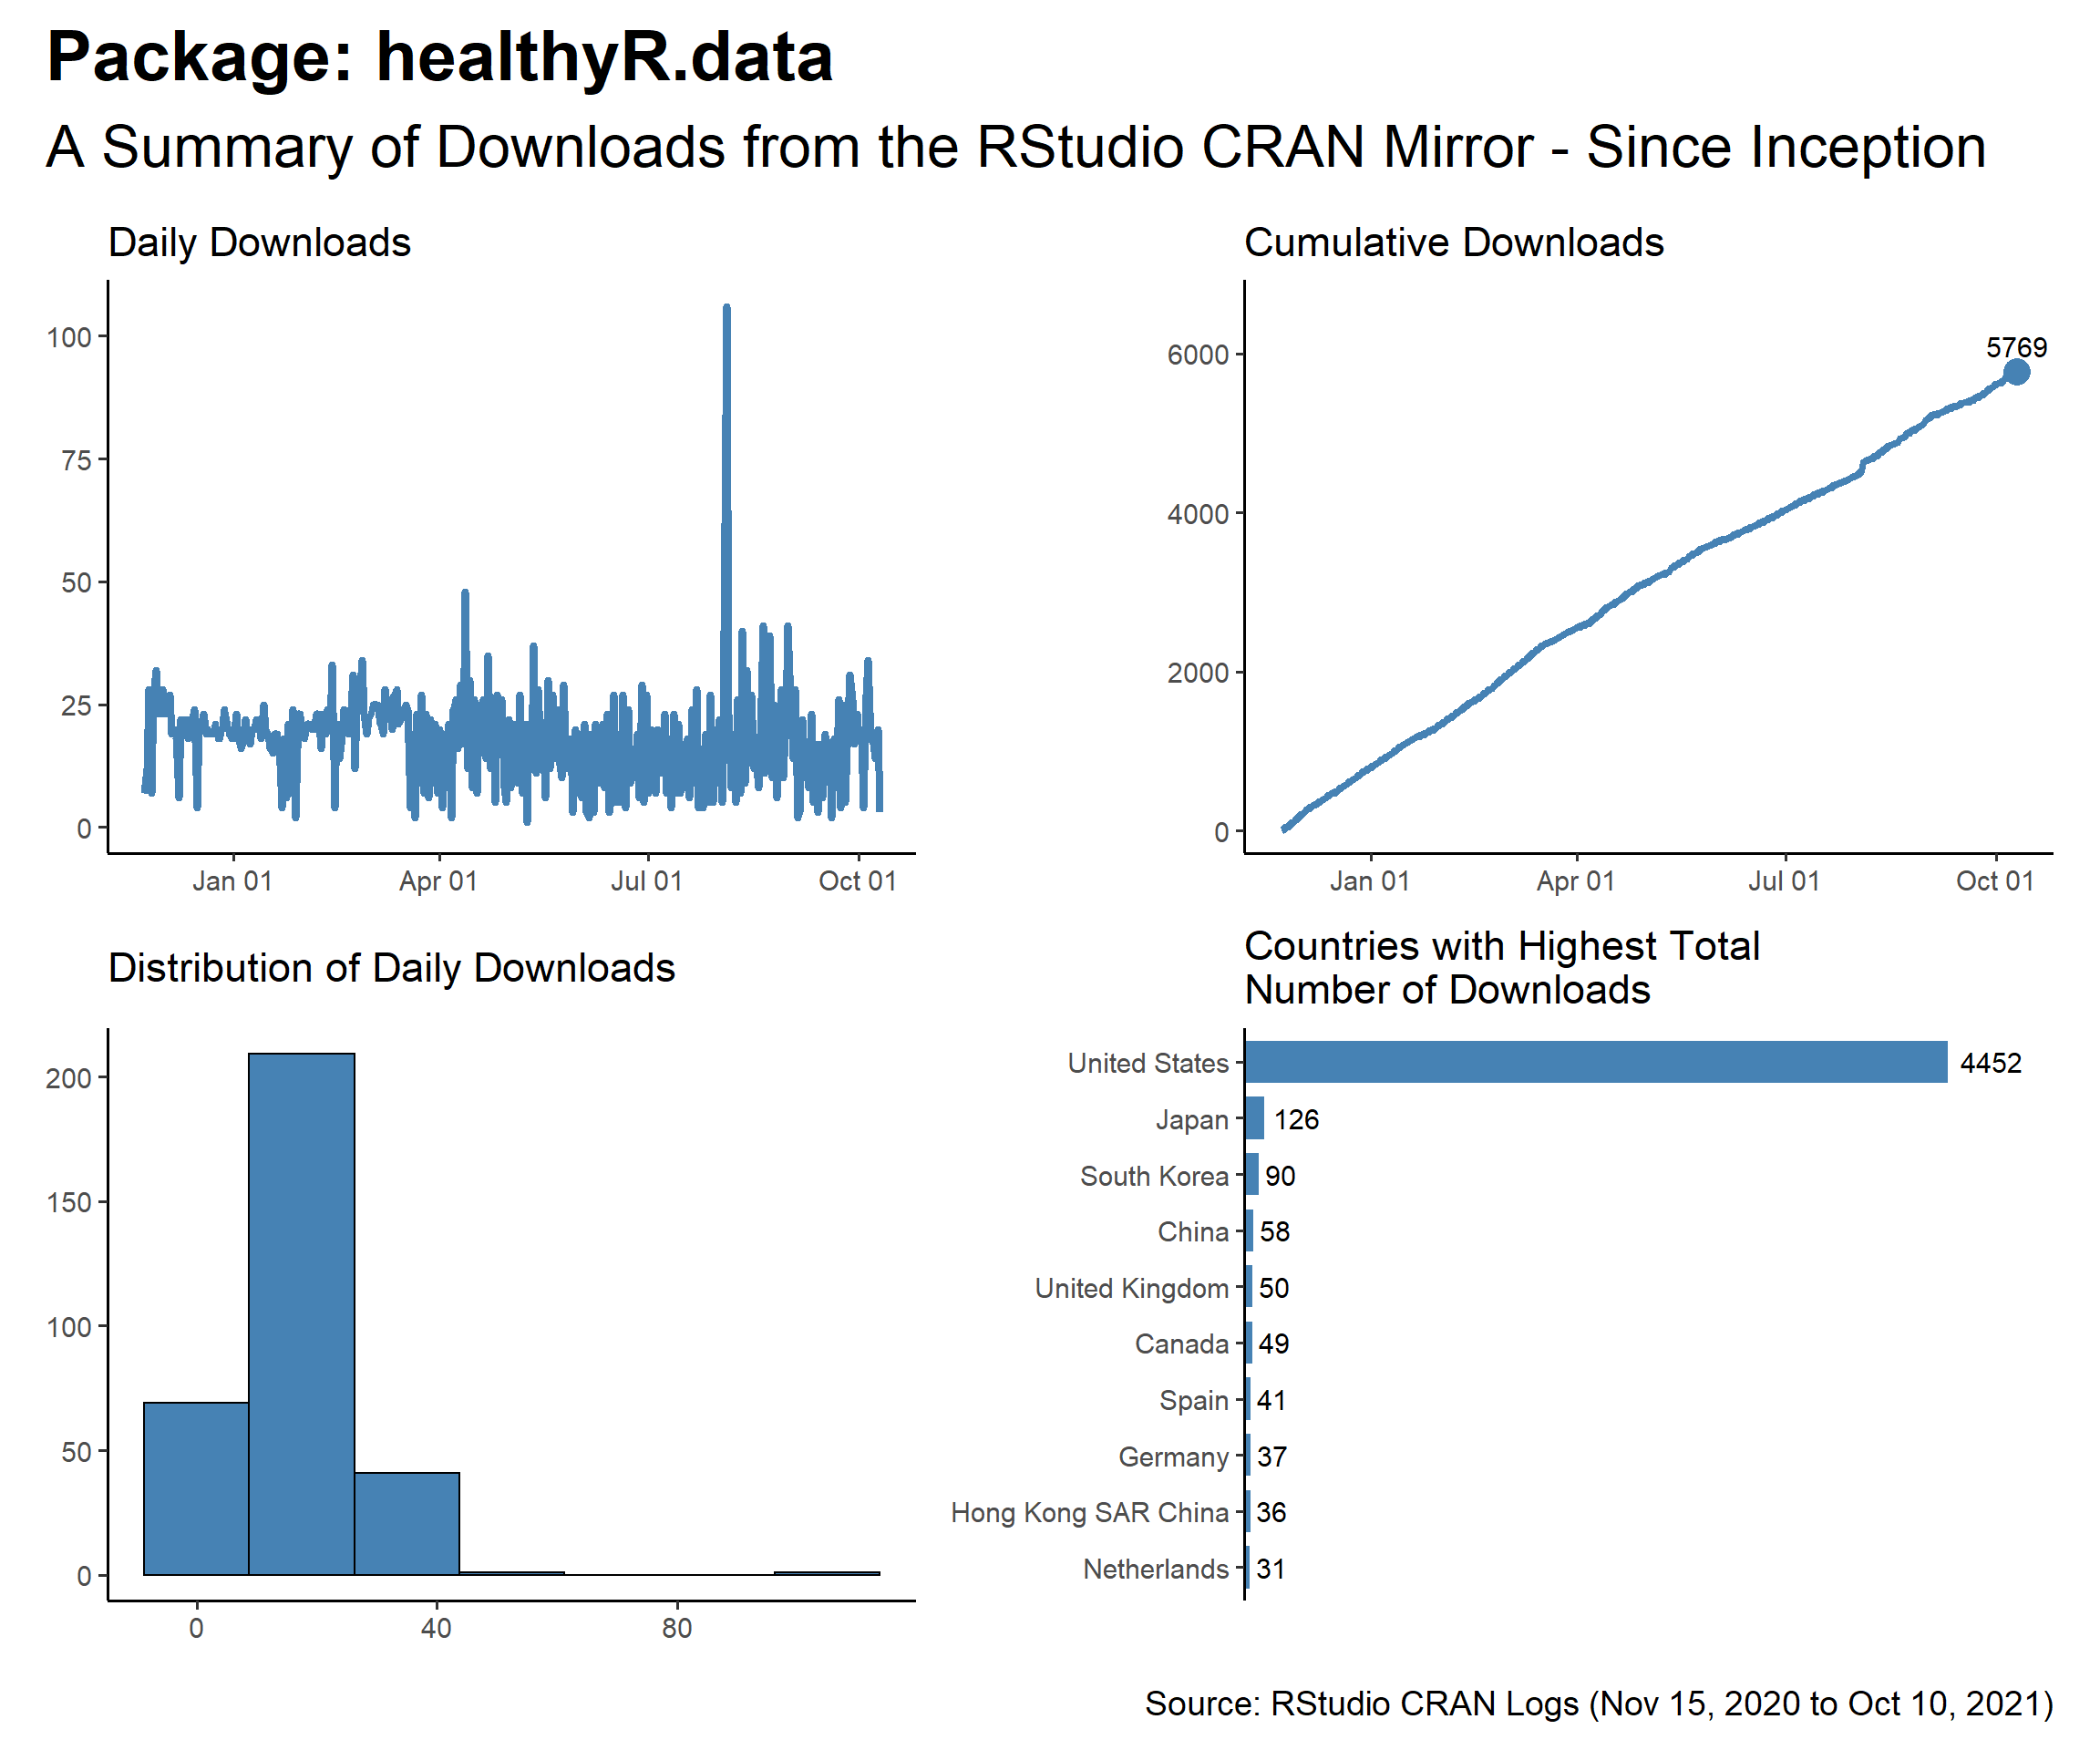 Package: healthyR.data
A Summary of Downloads from the RStudio CRAN Mirror - Since Inception
Daily Downloads
100
75
50
25
0
Jan 01
Apr 01
Jul 01
Oct 01
Cumulative Downloads
6000
4000
2000
0
5769
Jan 01
Apr 01
Jul 01
Oct 01
Distribution of Daily Downloads
200
150
100
50
0
0
40
80
Countries with Highest Total
Number of Downloads
United States 4452
Japan 126
South Korea 90
China 58
United Kingdom 50
Canada 49
Spain 41
Germany 37
Hong Kong SAR China 36
Netherlands 31
Source: RStudio CRAN Logs (Nov 15, 2020 to Oct 10, 2021)